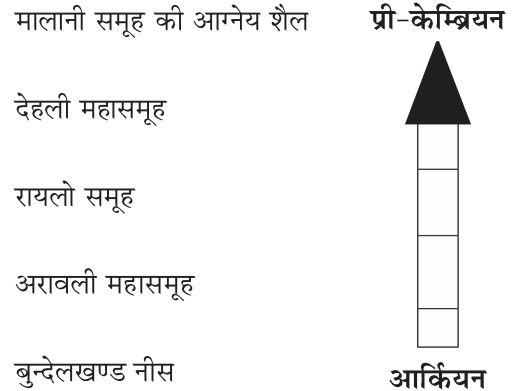 मालानी समूह की आग्नेय शैल
प्री-केम्ब्रियन
देहली महासमूह
रायलो समूह
अरावली महासमूह
बुन्देलखण्ड नीस
आर्कियन